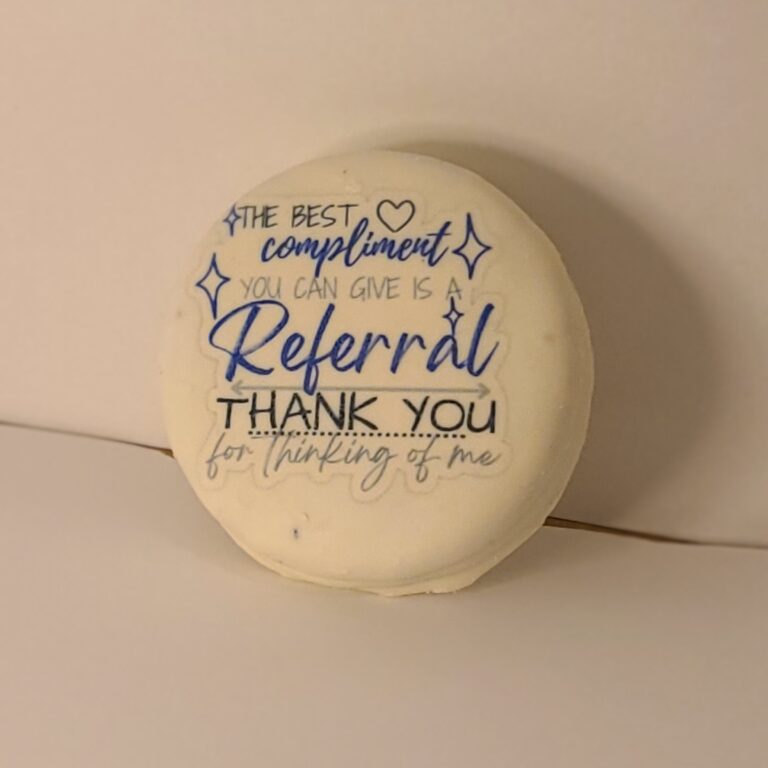 THE BEST
compliment
YOU CAN GIVE IS A
Referral
THANK YOU
for Thinking of me